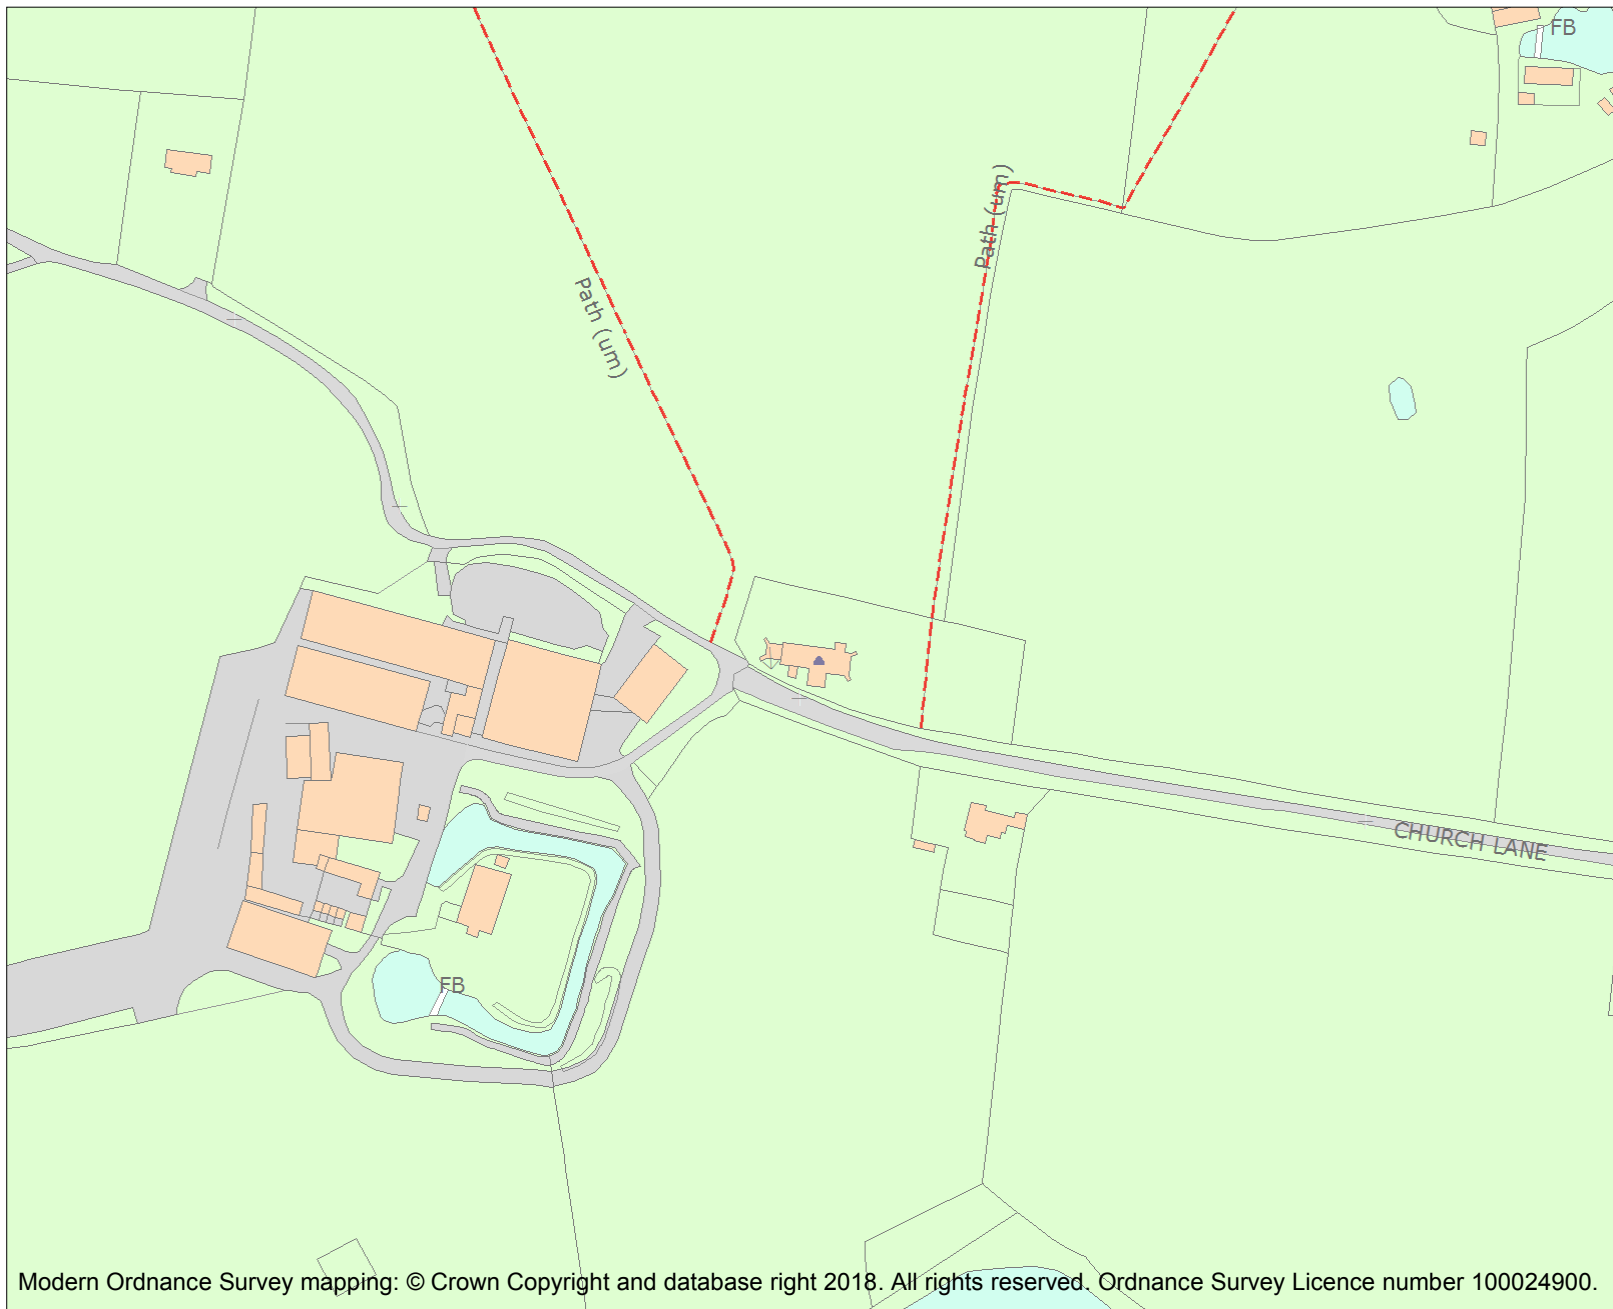 FB
Path (um)
Path (um)
CHURCH LANE
FB
Modern Ordnance Survey mapping: © Crown Copyright and database right 2018. All rights reserved. Ordnance Survey Licence number 100024900.